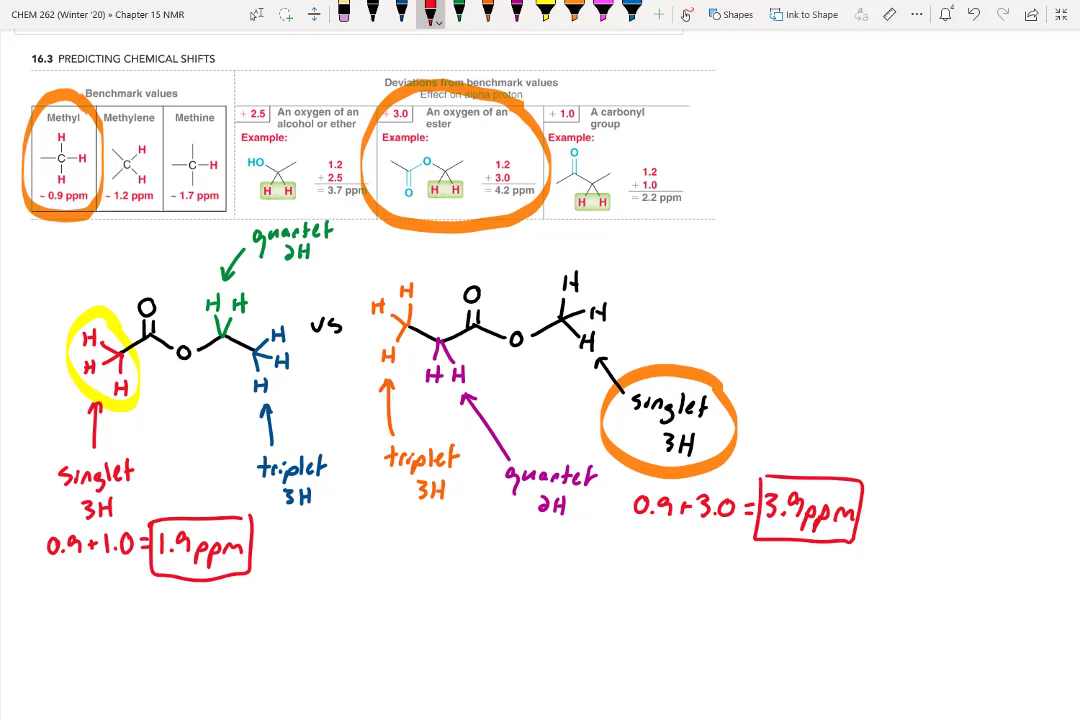 CHEM 262 (Winter '20) » Chapter 15 NMR
Shapes
Ink to Shape
4
16.3 PREDICTING CHEMICAL SHIFTS
Benchmark values
Methyl Methylene Methine
H
C H
H
~ 0.9 ppm
H
C
H
~ 1.2 ppm
C H
~ 1.7 ppm
Deviations from benchmark values
Effect on alpha proton
+ 2.5 An oxygen of an
alcohol or ether
Example:
HO
H H
1.2
+ 2.5
= 3.7 ppm
+ 3.0 An oxygen of an
ester
Example:
O
O
H H
1.2
+ 3.0
= 4.2 ppm
+ 1.0 A carbonyl
group
Example:
O
H H
1.2
+ 1.0
= 2.2 ppm
quartet
2H
O
H H
H
H
H
O
H
H
H
vs
H
H
H
O
H H
O
H
H
H
singlet
3H
0.9 + 1.0 = 1.9 ppm
triplet
3H
triplet
3H
quartet
2H
singlet
3H
0.9 + 3.0 = 3.9 ppm